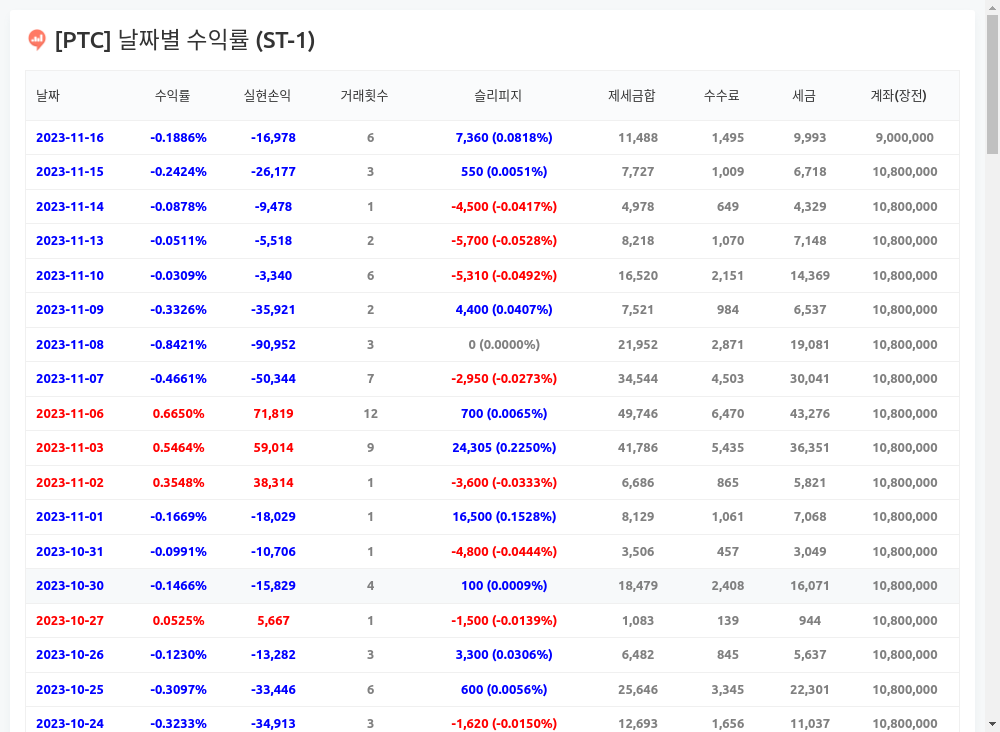 [PTC] 날짜별 수익률 (ST-1)
날짜 수익률 실현손익 거래횟수 슬리피지 제세금합 수수료 세금 계좌(장전)
2023-11-16 -0.1886% -16,978 6 7,360 (0.0818%) 11,488 1,495 9,993 9,000,000
2023-11-15 -0.2424% -26,177 3 550 (0.0051%) 7,727 1,009 6,718 10,800,000
2023-11-14 -0.0878% -9,478 1 -4,500 (-0.0417%) 4,978 649 4,329 10,800,000
2023-11-13 -0.0511% -5,518 2 -5,700 (-0.0528%) 8,218 1,070 7,148 10,800,000
2023-11-10 -0.0309% -3,340 6 -5,310 (-0.0492%) 16,520 2,151 14,369 10,800,000
2023-11-09 -0.3326% -35,921 2 4,400 (0.0407%) 7,521 984 6,537 10,800,000
2023-11-08 -0.8421% -90,952 3 0 (0.0000%) 21,952 2,871 19,081 10,800,000
2023-11-07 -0.4661% -50,344 7 -2,950 (-0.0273%) 34,544 4,503 30,041 10,800,000
2023-11-06 0.6650% 71,819 12 700 (0.0065%) 49,746 6,470 43,276 10,800,000
2023-11-03 0.5464% 59,014 9 24,305 (0.2250%) 41,786 5,435 36,351 10,800,000
2023-11-02 0.3548% 38,314 1 -3,600 (-0.0333%) 6,686 865 5,821 10,800,000
2023-11-01 -0.1669% -18,029 1 16,500 (0.1528%) 8,129 1,061 7,068 10,800,000
2023-10-31 -0.0991% -10,706 1 -4,800 (-0.0444%) 3,506 457 3,049 10,800,000
2023-10-30 -0.1466% -15,829 4 100 (0.0009%) 18,479 2,408 16,071 10,800,000
2023-10-27 0.0525% 5,667 1 -1,500 (-0.0139%) 1,083 139 944 10,800,000
2023-10-26 -0.1230% -13,282 3 3,300 (0.0306%) 6,482 845 5,637 10,800,000
2023-10-25 -0.3097% -33,446 6 600 (0.0056%) 25,646 3,345 22,301 10,800,000
2023-10-24 -0.3233% -34,913 3 -1,620 (-0.0150%) 12,693 1,656 11,037 10,800,000